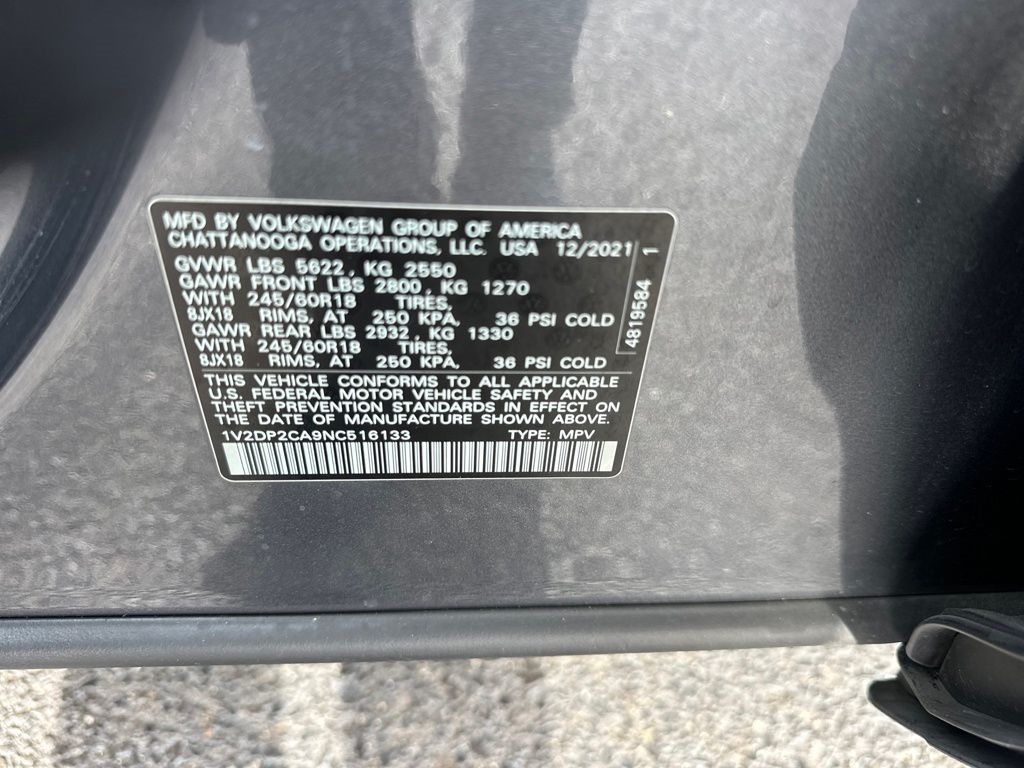 MFD BY VOLKSWAGEN GROUP OF AMERICA
CHATTANOOGA OPERATIONS, LLC. USA 12/2021
GVWR LBS 5622, KG 2550
GAWR FRONT LBS 2800, KG 1270
WITH 245/60R18 TIRES,
8JX18 RIMS, AT 250 KPA, 36 PSI COLD
GAWR REAR LBS 2932, KG 1330
WITH 245/60R18 TIRES,
8JX18 RIMS, AT 250 KPA, 36 PSI COLD
4819584 1
THIS VEHICLE CONFORMS TO ALL APPLICABLE
U.S. FEDERAL MOTOR VEHICLE SAFETY AND
THEFT PREVENTION STANDARDS IN EFFECT ON
THE DATE OF MANUFACTURE SHOWN ABOVE.
1V2DP2CA9NC516133 TYPE: MPV